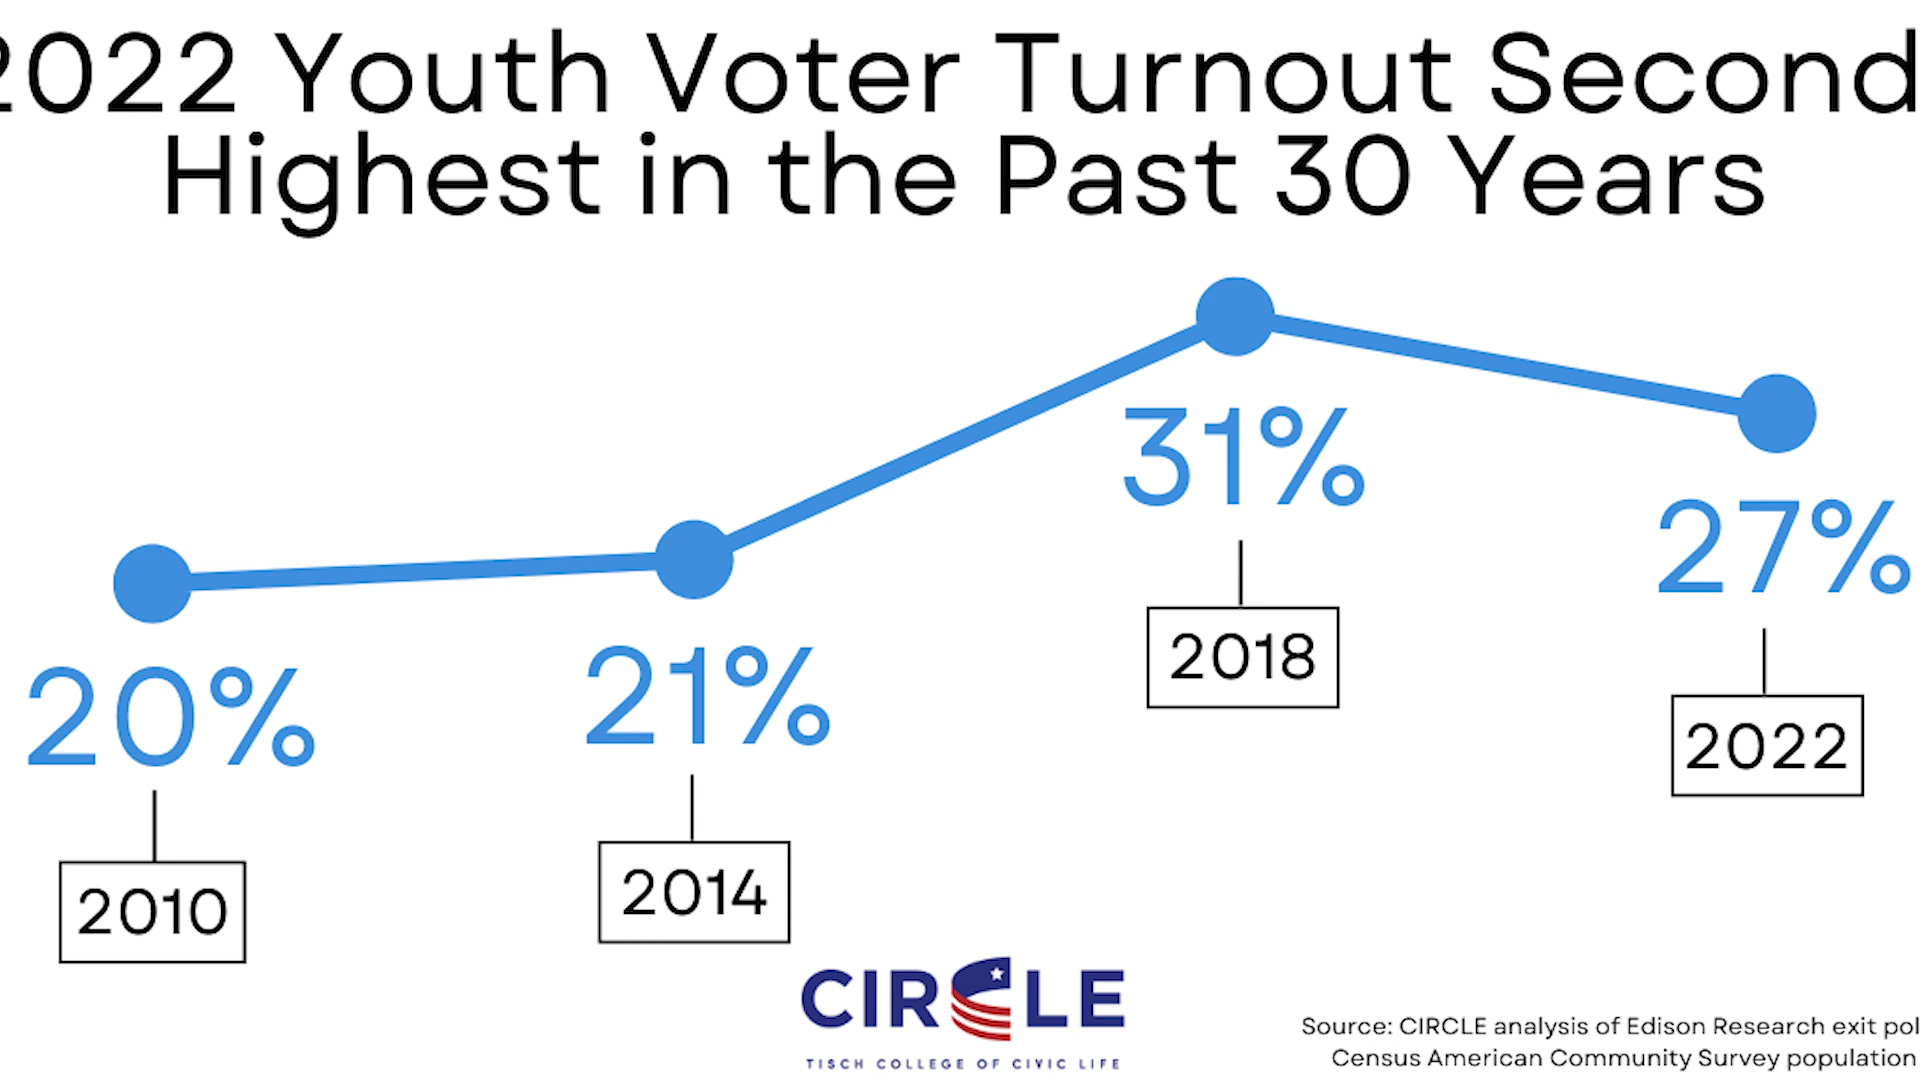 2022 Youth Voter Turnout Second
Highest in the Past 30 Years
31%
27%
20%
21%
2018
2022
2010
2014
CIRCLE
TISCH COLLEGE OF CIVIC LIFE
Source: CIRCLE analysis of Edison Research exit pol
Census American Community Survey population